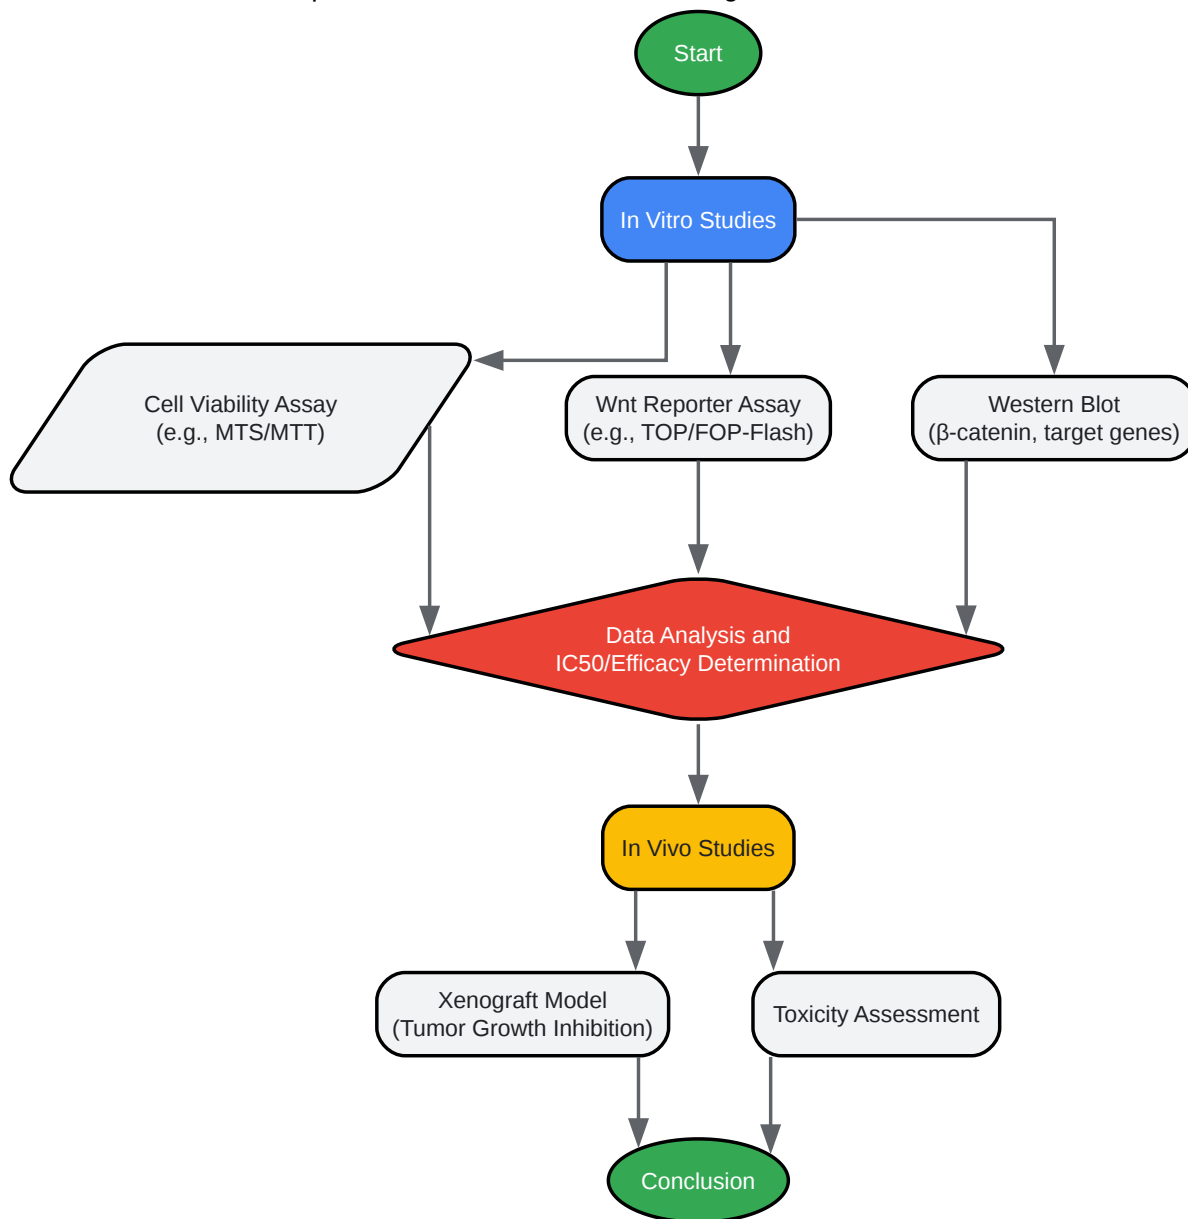 Start
In Vitro Studies
Cell Viability Assay
(e.g., MTS/MTT)
Wnt Reporter Assay
(e.g., TOP/FOP-Flash)
Western Blot
(β-catenin, target genes)
Data Analysis and
IC50/Efficacy Determination
In Vivo Studies
Xenograft Model
(Tumor Growth Inhibition)
Toxicity Assessment
Conclusion